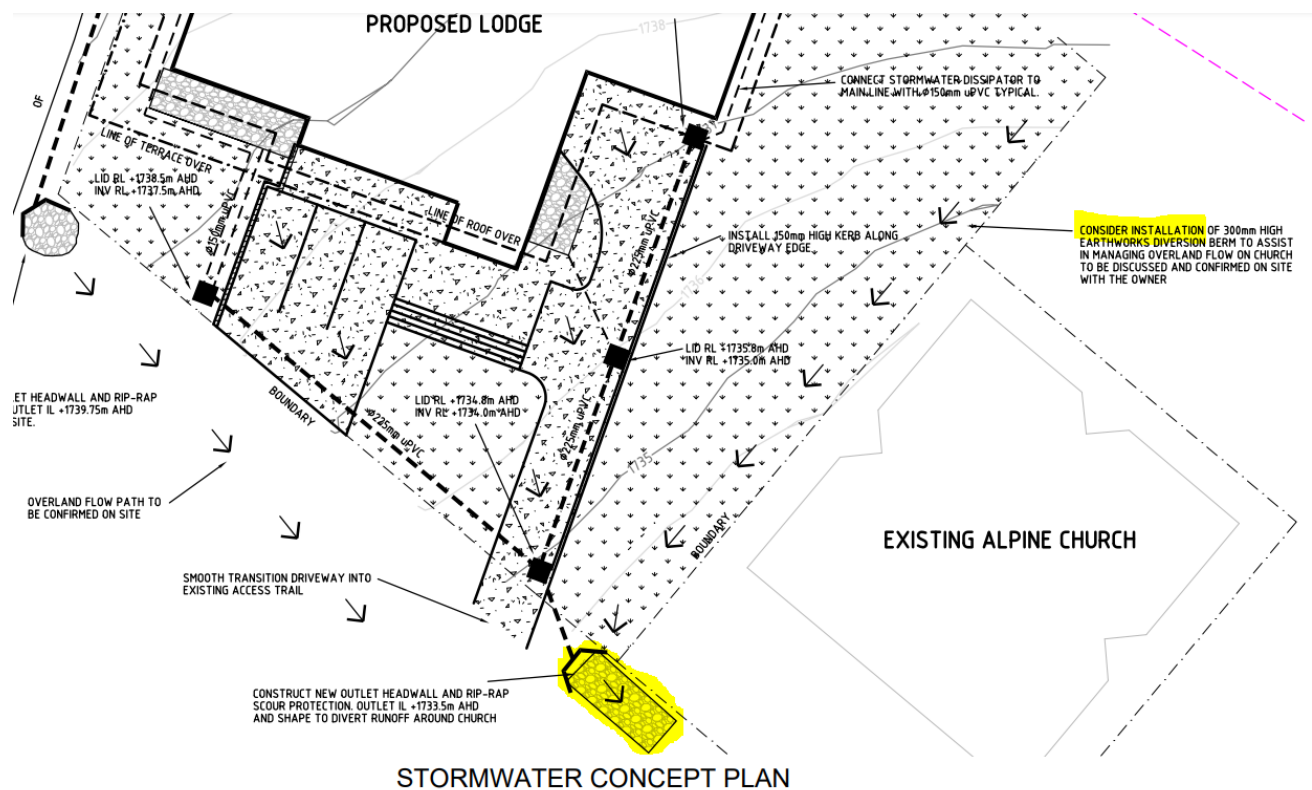 PROPOSED LODGE
1738
CONNECT STORMWATER DISSIPATOR TO
MAIN LINE WITH Ø150mm uPVC TYPICAL.
OF
LINE OF TERRACE OVER
LID RL +1738.5m AHD
INV RL +1737.5m AHD
Ø150mm uPVC
LINE OF ROOF OVER
Ø225mm uPVC
INSTALL 150mm HIGH KERB ALONG
DRIVEWAY EDGE.
CONSIDER INSTALLATION OF 300mm HIGH
EARTHWORKS DIVERSION BERM TO ASSIST
IN MANAGING OVERLAND FLOW ON CHURCH
TO BE DISCUSSED AND CONFIRMED ON SITE
WITH THE OWNER
1736
LID RL +1735.8m AHD
INV RL +1735.0m AHD
ET HEADWALL AND RIP-RAP
UTLET IL +1739.75m AHD
SITE.
BOUNDARY
LID RL +1734.8m AHD
INV RL +1734.0m AHD
Ø225mm uPVC
Ø225mm uPVC
1735
OVERLAND FLOW PATH TO
BE CONFIRMED ON SITE
BOUNDARY
EXISTING ALPINE CHURCH
SMOOTH TRANSITION DRIVEWAY INTO
EXISTING ACCESS TRAIL
CONSTRUCT NEW OUTLET HEADWALL AND RIP-RAP
SCOUR PROTECTION. OUTLET IL +1733.5m AHD
AND SHAPE TO DIVERT RUNOFF AROUND CHURCH
STORMWATER CONCEPT PLAN